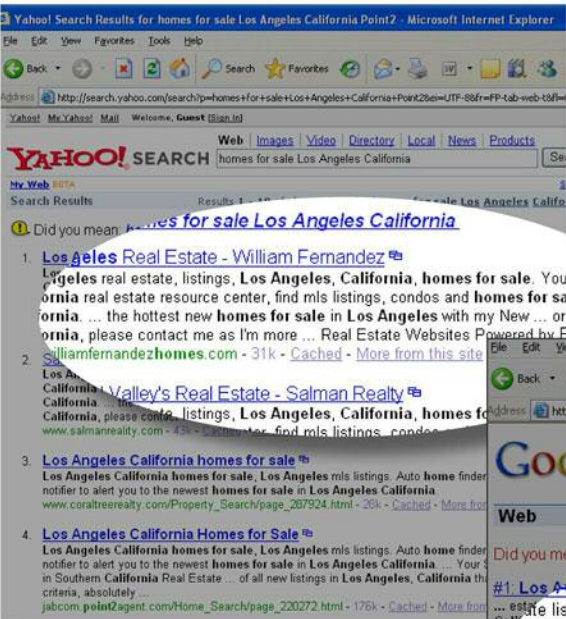 Yahoo! Search Results for homes for sale Los Angeles California Point2 - Microsoft Internet Explorer
File Edit View Favorites Tools Help
Back Search Favorites
Address http://search.yahoo.com/search?p=homes+for+sale+Los+Angeles+California+Point2&ei=UTF-8&fr=FP-tab-web-t&fl=
Yahoo! My Yahoo! Mail Welcome, Guest [Sign In]
Web Images Video Directory Local News Products
YAHOO! SEARCH homes for sale Los Angeles California
My Web BETA
Search Results Results
Did you mean: homes for sale Los Angeles California
1. Los Angeles Real Estate - William Fernandez
geles real estate, listings, Los Angeles, California, homes for sale. You
ornia real estate resource center, find mls listings, condos and homes for sa
ornia. ... the hottest new homes for sale in Los Angeles with my New ... or
ornia, please contact me as I'm more ... Real Estate Websites Powered by
williamfernandezhomes.com - 31k - Cached - More from this site
2.
Valley's Real Estate - Salman Realty
California
listings, Los Angeles, California, homes fo
California, please
find mls listings,
www.salmanreality.com - 43k -
3. Los Angeles California homes for sale
Los Angeles California homes for sale, Los Angeles mls listings. Auto home finder
notifier to alert you to the newest homes for sale in Los Angeles California
www.coraltreerealty.com/Property_Search/page_287924.html - 26k - Cached - More from
4. Los Angeles California Homes for Sale
Los Angeles California homes for sale, Los Angeles mls listings. Auto home finder
notifier to alert you to the newest homes for sale in Los Angeles California. ... Your
in Southern California Real Estate ... of all new listings in Los Angeles, California tha
criteria, absolutely ...
jabcom.point2agent.com/Home_Search/page_220272.html - 176k - Cached - More from
File Edit
Back
Address htt
Goo
Web
Did you me
#1: Los